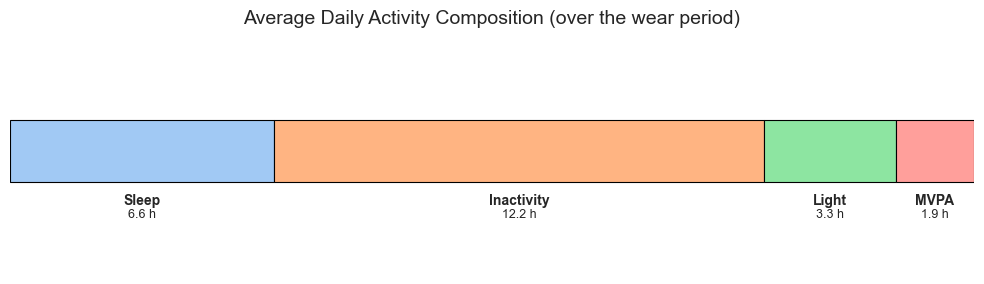 Average Daily Activity Composition (over the wear period)
Sleep
6.6 h
Inactivity
12.2 h
Light
3.3 h
MVPA
1.9 h